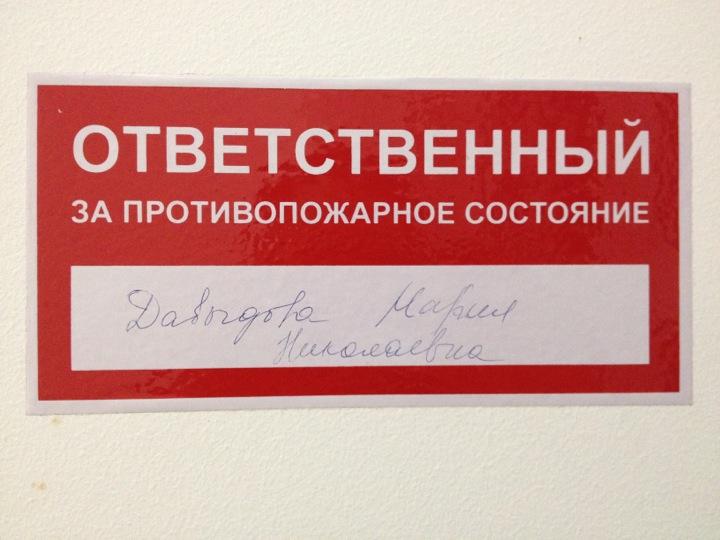 ОТВЕТСТВЕННЫЙ
ЗА ПРОТИВОПОЖАРНОЕ СОСТОЯНИЕ
Давыдова Мария
Николаевна